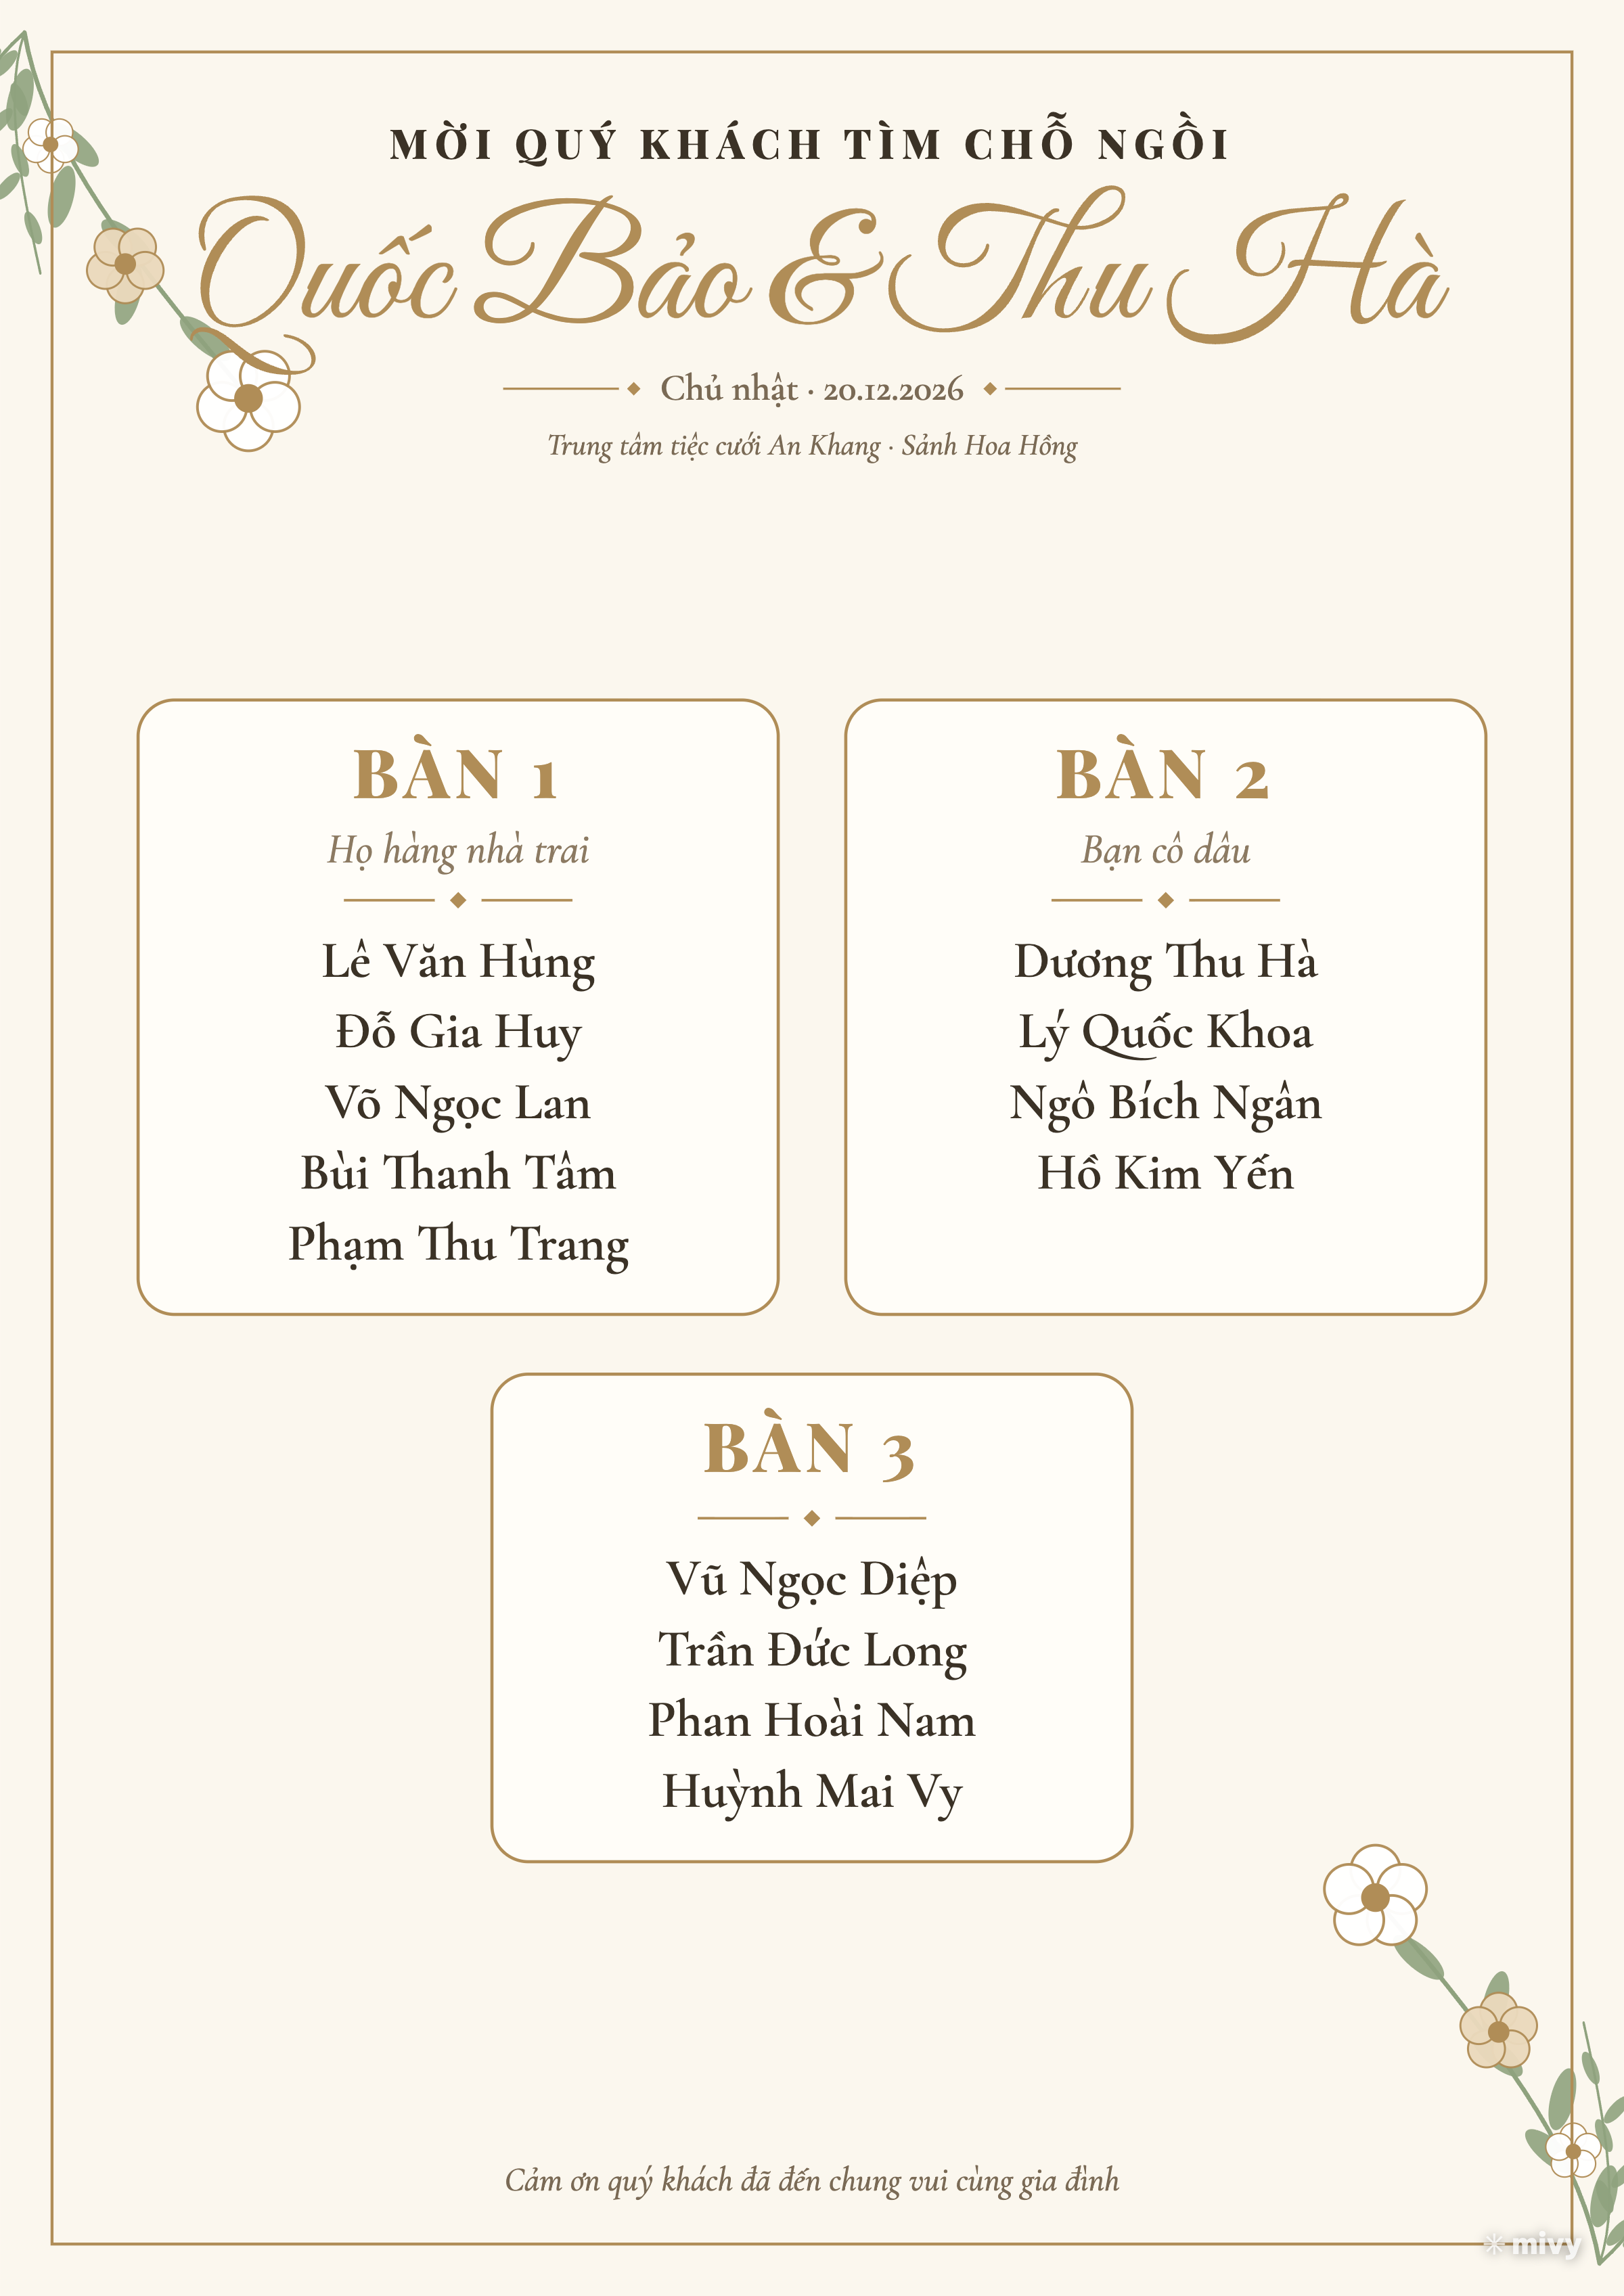 MỜI QUÝ KHÁCH TÌM CHỖ NGỒI
Quốc Bảo & Thu Hà
Chủ nhật · 20.12.2026
Trung tâm tiệc cưới An Khang · Sảnh Hoa Hồng
BÀN 1
Họ hàng nhà trai
Lê Văn Hùng
Đỗ Gia Huy
Võ Ngọc Lan
Bùi Thanh Tâm
Phạm Thu Trang
BÀN 2
Bạn cô dâu
Dương Thu Hà
Lý Quốc Khoa
Ngô Bích Ngân
Hồ Kim Yến
BÀN 3
Vũ Ngọc Diệp
Trần Đức Long
Phan Hoài Nam
Huỳnh Mai Vy
Cảm ơn quý khách đã đến chung vui cùng gia đình
mivy